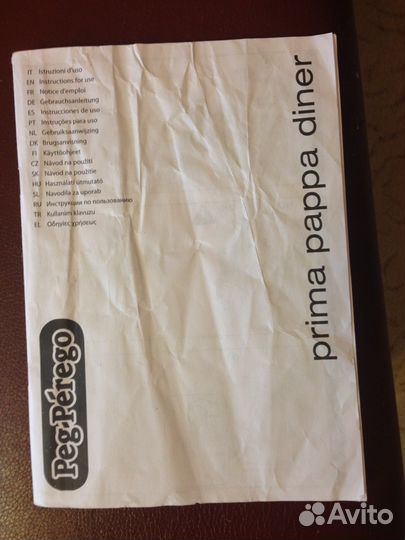 IT Istruzioni d'uso
EN Instructions for use
FR Notice d'emploi
DE Gebrauchsanleitung
ES Instrucciones de uso
PT Instruções para uso
NL Gebruiksaanwijzing
DK Brugsanvisning
FI Käyttöohjeet
CZ Návod na použití
SK Návod na použitie
HU Használati útmutató
SL Navodila za uporab
RU Инструкции по пользованию
TR Kullanim klavuzu
EL Οδηγίες χρήσεως
prima pappa diner
Peg-Pérego
Avito